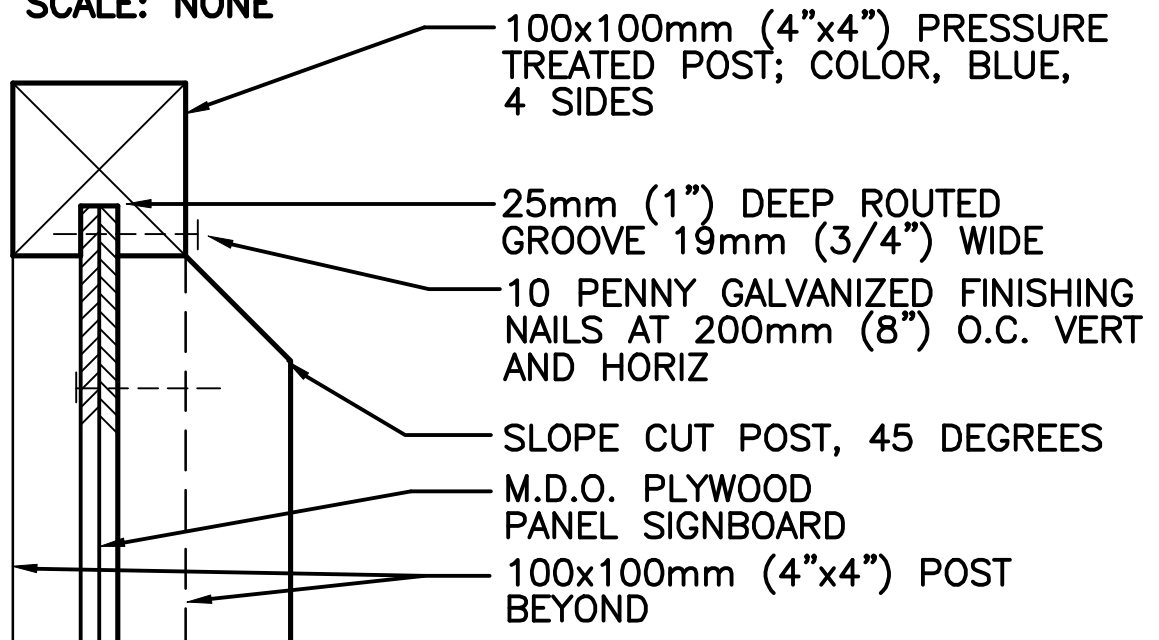 SCALE: NONE
100x100mm (4”x4”) PRESSURE
TREATED POST; COLOR, BLUE,
4 SIDES
25mm (1”) DEEP ROUTED
GROOVE 19mm (3/4”) WIDE
10 PENNY GALVANIZED FINISHING
NAILS AT 200mm (8”) O.C. VERT
AND HORIZ
SLOPE CUT POST, 45 DEGREES
M.D.O. PLYWOOD
PANEL SIGNBOARD
100x100mm (4”x4”) POST
BEYOND